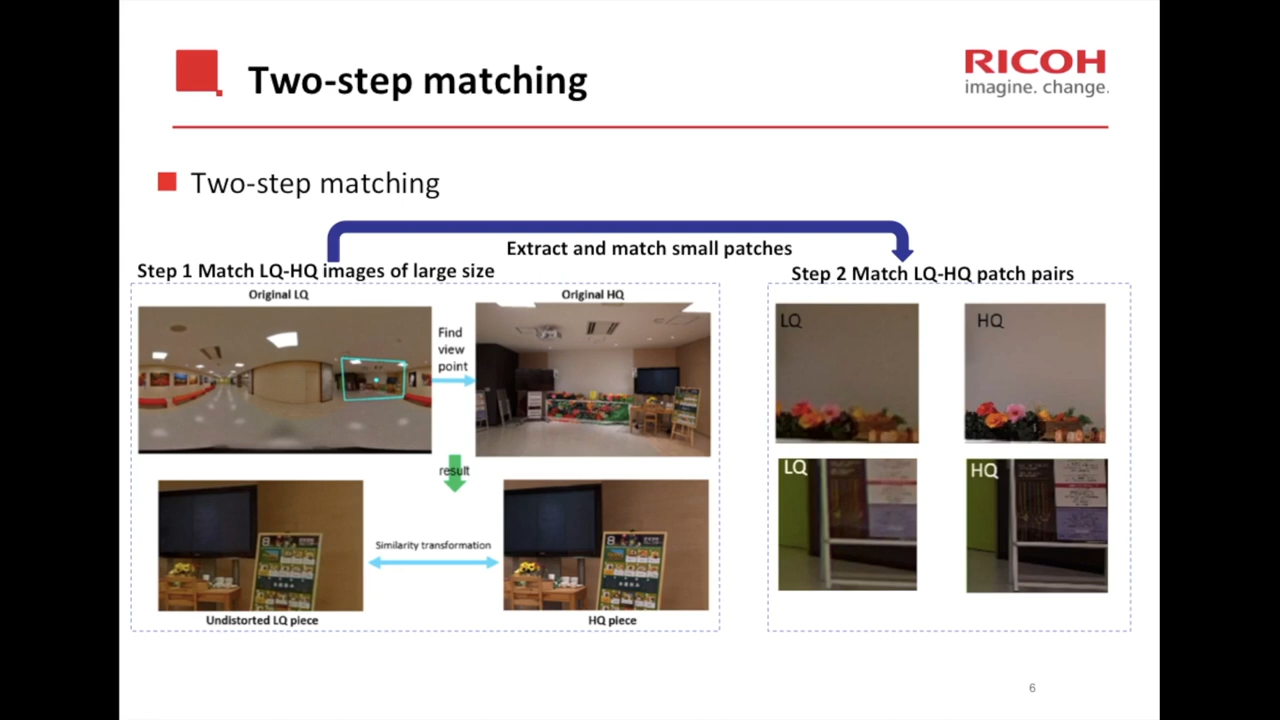 Two-step matching
RICOH
imagine. change.
Two-step matching
Extract and match small patches
Step 1 Match LQ-HQ images of large size
Step 2 Match LQ-HQ patch pairs
Original LQ
Original HQ
Find
view
point
result
Similarity transformation
Undistorted LQ piece
HQ piece
LQ
HQ
LQ
HQ
6